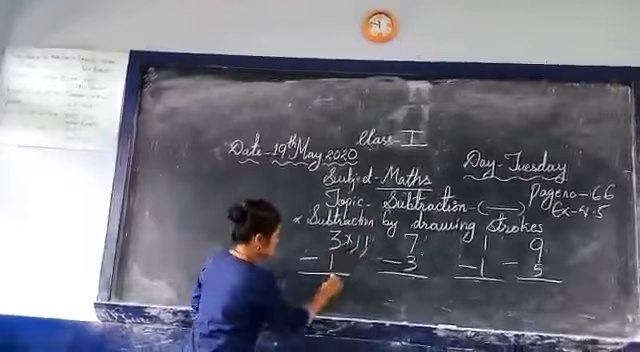 Class-I
Date-19th May 2020
Day-Tuesday
Subject-Maths
Page no-166
Topic- Subtraction-(—)
Ex-4.5
* Subtraction by drawing strokes
3 7 1 9
-1 -3 -1 -5